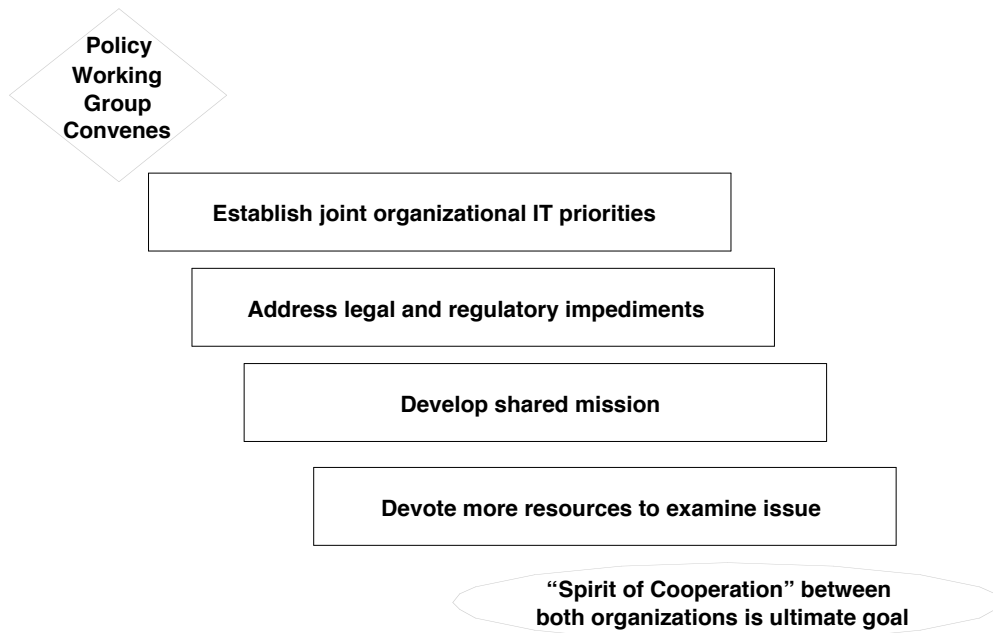 Policy
Working
Group
Convenes
Establish joint organizational IT priorities
Address legal and regulatory impediments
Develop shared mission
Devote more resources to examine issue
“Spirit of Cooperation” between
both organizations is ultimate goal